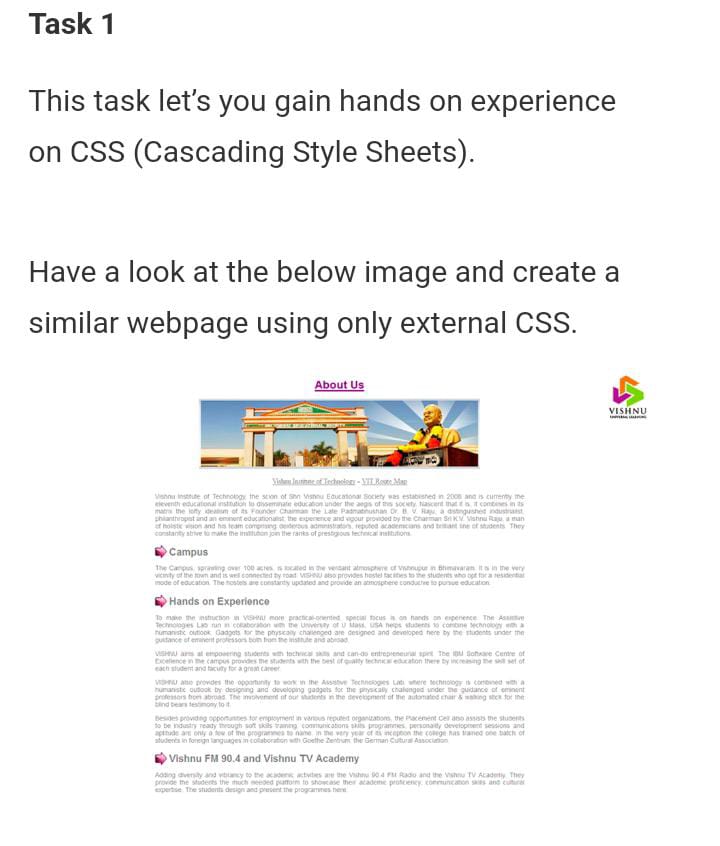 Task 1
This task let's you gain hands on experience
on CSS (Cascading Style Sheets).
Have a look at the below image and create a
similar webpage using only external CSS.
About Us
VISHNU
UNIVERSAL LEARNING
VISHNU EDUCATIONAL SOCIETY
Vishnu Institute of Technology - VIT Route Map
Vishnu Institute of Technology, the scion of Shri Vishnu Educational Society was established in 2008 and is currently the
eleventh educational institution to disseminate education under the aegis of this society. Nascent that it is, it combines in its
matrix the lofty idealism of its Founder Chairman the Late Padmabhushan Dr. B. V. Raju, a distinguished industrialist,
philanthropist and an eminent educationalist; the experience and vigour provided by the Chairman Sri K.V. Vishnu Raju, a man
of holistic vision and his team comprising dexterous administrators, reputed academicians and brilliant line of students. They
constantly strive to make the institution join the ranks of prestigious technical institutions.
Campus
The Campus, sprawling over 100 acres, is located in the verdant atmosphere of Vishnupur in Bhimavaram. It is in the very
vicinity of the town and is well connected by road. VISHNU also provides hostel facilities to the students who opt for a residential
mode of education. The hostels are constantly updated and provide an atmosphere conducive to pursue education.
Hands on Experience
To make the instruction in VISHNU more practical-oriented, special focus is on hands on experience. The Assistive
Technologies Lab run in collaboration with the University of U Mass, USA helps students to combine technology with a
humanistic outlook. Gadgets for the physically challenged are designed and developed here by the students under the
guidance of eminent professors both from the institute and abroad.
VISHNU aims at empowering students with technical skills and can-do entrepreneurial spirit. The IBM Software Centre of
Excellence in the campus provides the students with the best of quality technical education there by increasing the skill set of
each student and faculty for a great career.
VISHNU also provides the opportunity to work in the Assistive Technologies Lab, where technology is combined with a
humanistic outlook by designing and developing gadgets for the physically challenged under the guidance of eminent
professors from abroad. The involvement of our students in the development of the automated chair & walking stick for the
blind bears testimony to it.
Besides providing opportunities for employment in various reputed organizations, the Placement Cell also assists the students
to be industry ready through soft skills training, communications skills programmes, personality development sessions and
aptitude are only a few of the programmes to name. In the very year of its inception the college has trained one batch of
students in foreign languages in collaboration with Goethe Zentrum, the German Cultural Association.
Vishnu FM 90.4 and Vishnu TV Academy
Adding diversity and vibrancy to the academic activities are the Vishnu 90.4 FM Radio and the Vishnu TV Academy. They
provide the students the much needed platform to showcase their academic proficiency, communication skills and cultural
expertise. The students design and present the programmes here.